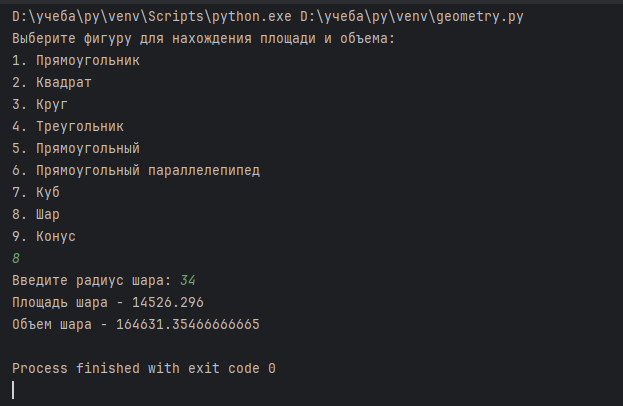 D:\учеба\py\venv\Scripts\python.exe D:\учеба\py\venv\geometry.py
Выберите фигуру для нахождения площади и объема:
1. Прямоугольник
2. Квадрат
3. Круг
4. Треугольник
5. Прямоугольный
6. Прямоугольный параллелепипед
7. Куб
8. Шар
9. Конус
8
Введите радиус шара: 34
Площадь шара - 14526.296
Объем шара - 164631.35466666665
Process finished with exit code 0